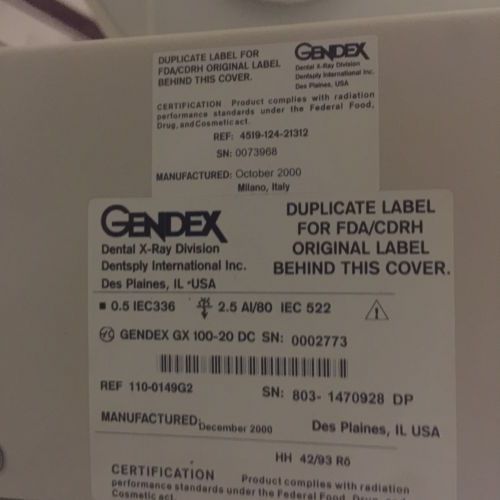 DUPLICATE LABEL FOR
FDA/CDRH ORIGINAL LABEL
BEHIND THIS COVER.
GENDEX
Dental X-Ray Division
Dentsply International Inc.
Des Plaines, USA
CERTIFICATION Product complies with radiation
performance standards under the Federal Food,
Drug, and Cosmetic act.
REF: 4519-124-21312
SN: 0073968
MANUFACTURED: October 2000
Milano, Italy
GENDEX
Dental X-Ray Division
Dentsply International Inc.
Des Plaines, IL USA
DUPLICATE LABEL
FOR FDA/CDRH
ORIGINAL LABEL
BEHIND THIS COVER.
0.5 IEC336 2.5 Al/80 IEC 522
GENDEX GX 100-20 DC SN: 0002773
REF 110-0149G2 SN: 803- 1470928 DP
MANUFACTURED: December 2000 Des Plaines, IL USA
HH 42/93 Rö
CERTIFICATION Product complies with radiation
performance standards under the Federal Food,
Cosmetic act.